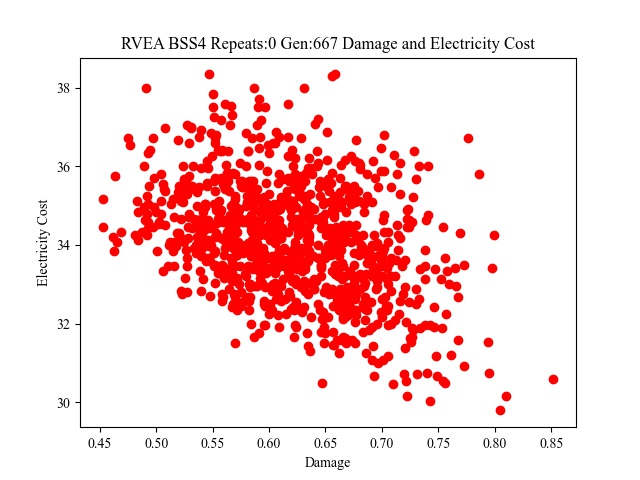 RVEA BSS4 Repeats:0 Gen:667 Damage and Electricity Cost
38
36
34
32
30
Electricity Cost
0.45 0.50 0.55 0.60 0.65 0.70 0.75 0.80 0.85
Damage